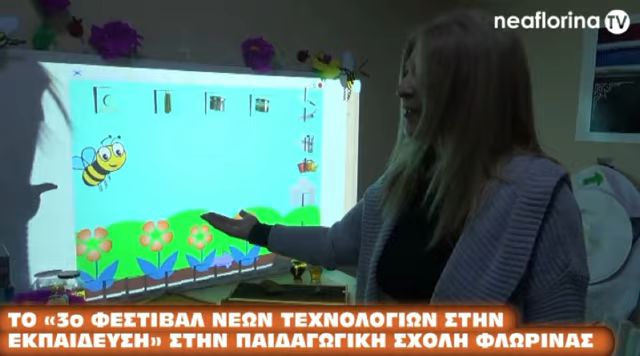 neaflorina TV
ΤΟ «3ο ΦΕΣΤΙΒΑΛ ΝΕΩΝ ΤΕΧΝΟΛΟΓΙΩΝ ΣΤΗΝ
ΕΚΠΑΙΔΕΥΣΗ» ΣΤΗΝ ΠΑΙΔΑΓΩΓΙΚΗ ΣΧΟΛΗ ΦΛΩΡΙΝΑΣ